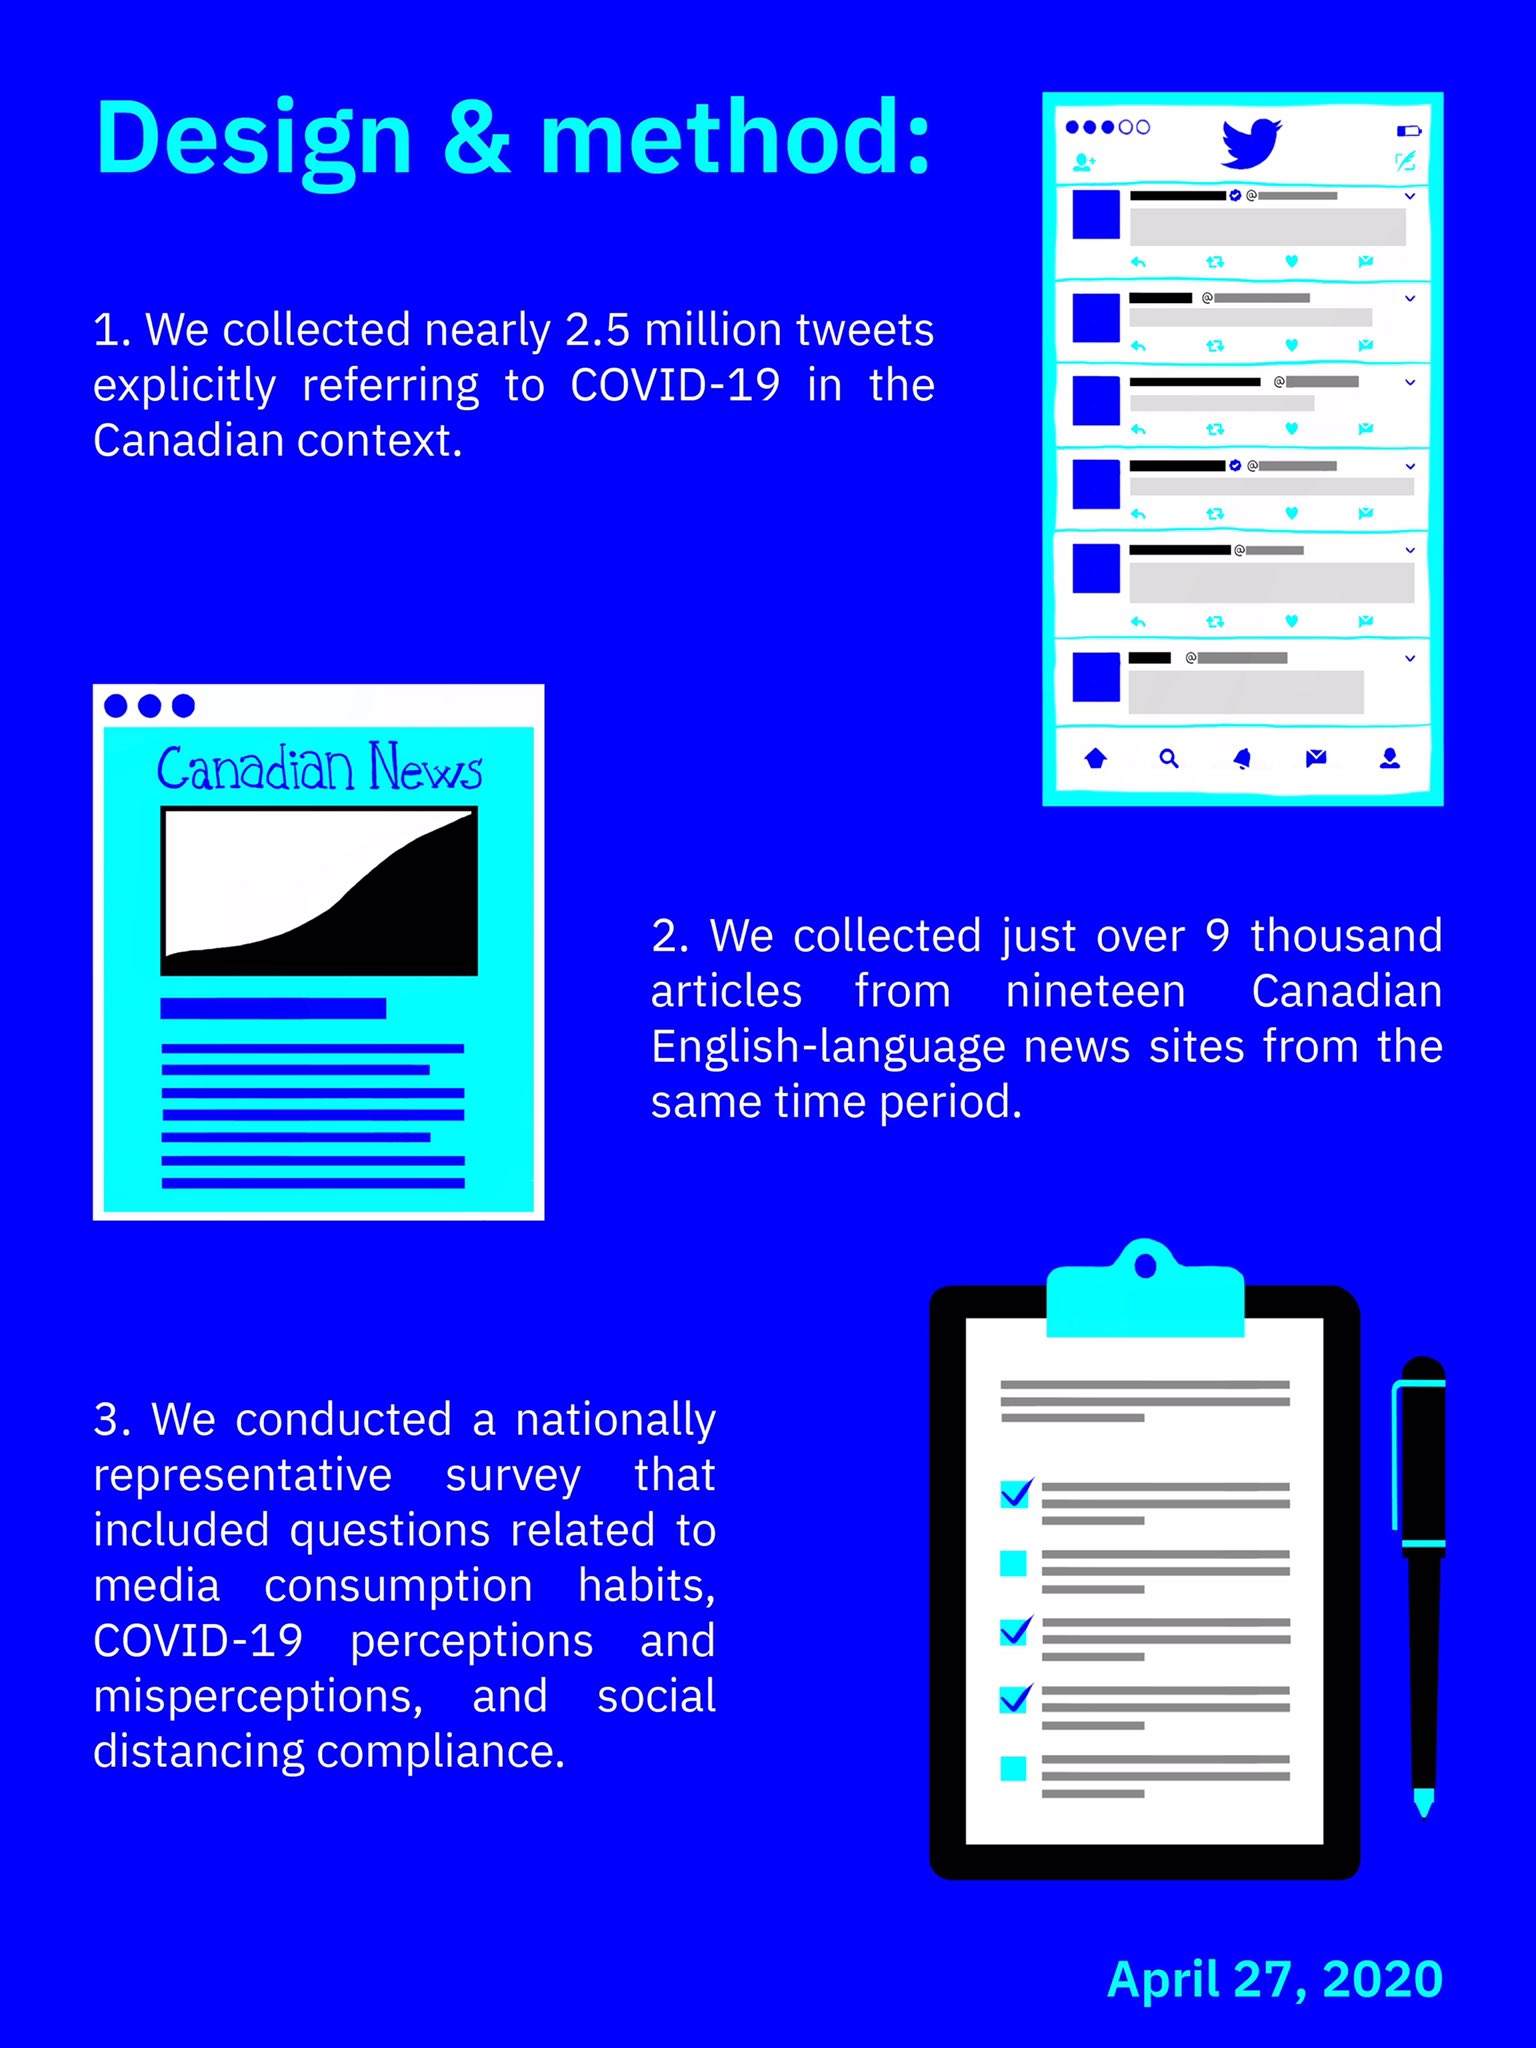 Design & method:
1. We collected nearly 2.5 million tweets
explicitly referring to COVID-19 in the
Canadian context.
@
@
@
@
@
@
Canadian News
2. We collected just over 9 thousand
articles from nineteen Canadian
English-language news sites from the
same time period.
3. We conducted a nationally
representative survey that
included questions related to
media consumption habits,
COVID-19 perceptions and
misperceptions, and social
distancing compliance.
April 27, 2020